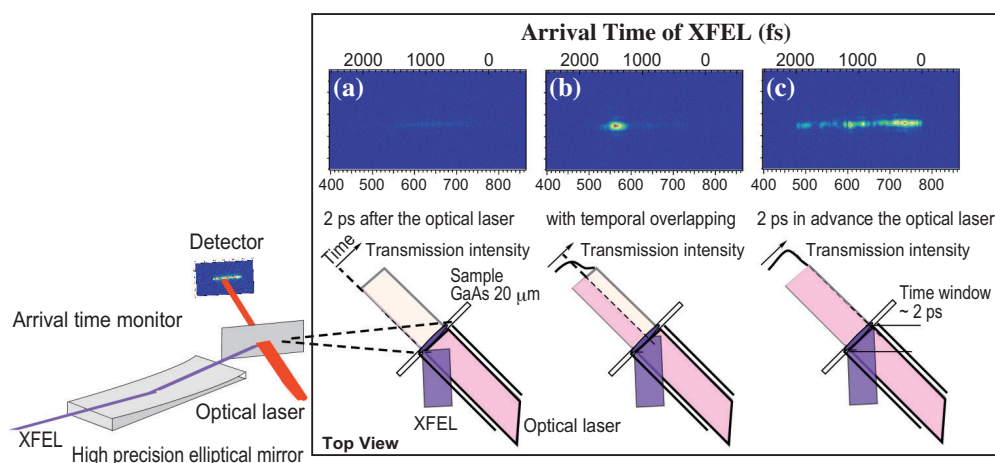 Arrival Time of XFEL (fs)
2000 1000 0 2000 1000 0 2000 1000 0
(a) (b) (c)
400 500 600 700 800 400 500 600 700 800 400 500 600 700 800
2 ps after the optical laser with temporal overlapping 2 ps in advance the optical laser
Time
Transmission intensity Transmission intensity Transmission intensity
Sample
GaAs 20 μm
Time window
~ 2 ps
Detector
Arrival time monitor
Optical laser
XFEL
High precision elliptical mirror
XFEL
Optical laser
Top View